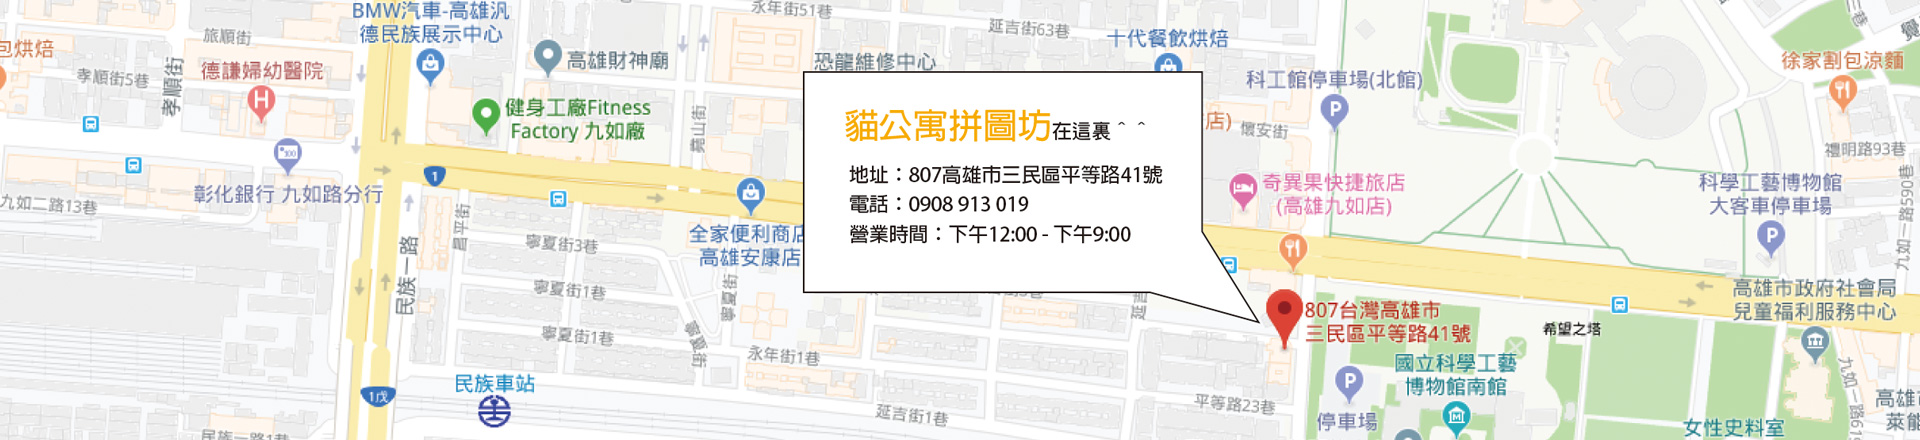 BMW汽車-高雄汎
德民族展示中心
永年街51巷
延吉街63巷
十代餐飲烘焙
旅順街
包烘焙
孝順街5巷
孝順街
德謙婦幼醫院
高雄財神廟
恐龍維修中心
科工館停車場(北館)
徐家割包涼麵
健身工廠Fitness
Factory 九如廠
貓公寓拼圖坊在這裏＾＾
地址：807高雄市三民區平等路41號
電話：0908 913 019
營業時間：下午12:00 - 下午9:00
店)
懷安街
禮明路93巷
彰化銀行 九如路分行
1
九如二路13巷
昌平街
寧夏街3巷
全家便利商店
高雄安康店
奇異果快捷旅店
(高雄九如店)
科學工藝博物館
大客車停車場
九如一路590巷
民族一路
寧夏街1巷
寧夏街
寧夏街1巷
永年街1巷
807台灣高雄市
三民區平等路41號
希望之塔
高雄市政府社會局
兒童福利服務中心
國立科學工藝
博物館南館
民族車站
1戊
延吉街1巷
平等路23巷
停車場
女性史料室
民族一路1巷